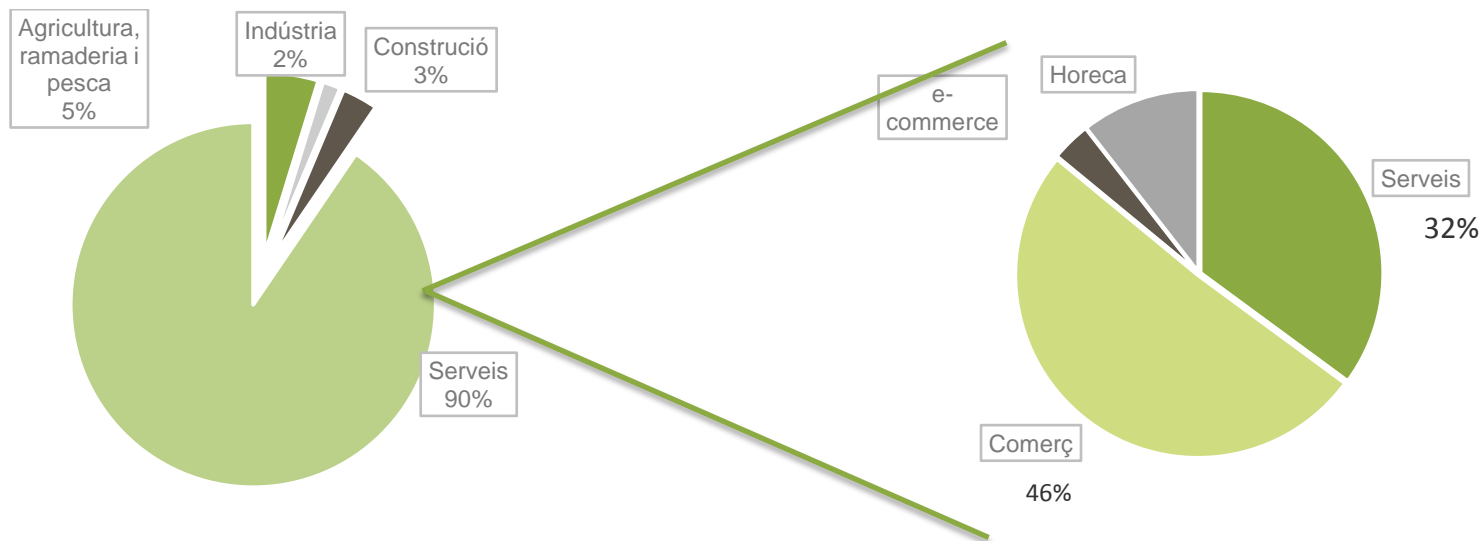 Agricultura,
ramaderia i
pesca
5%
Indústria
2%
Construció
3%
Serveis
90%
e-
commerce
Horeca
Serveis
32%
Comerç
46%